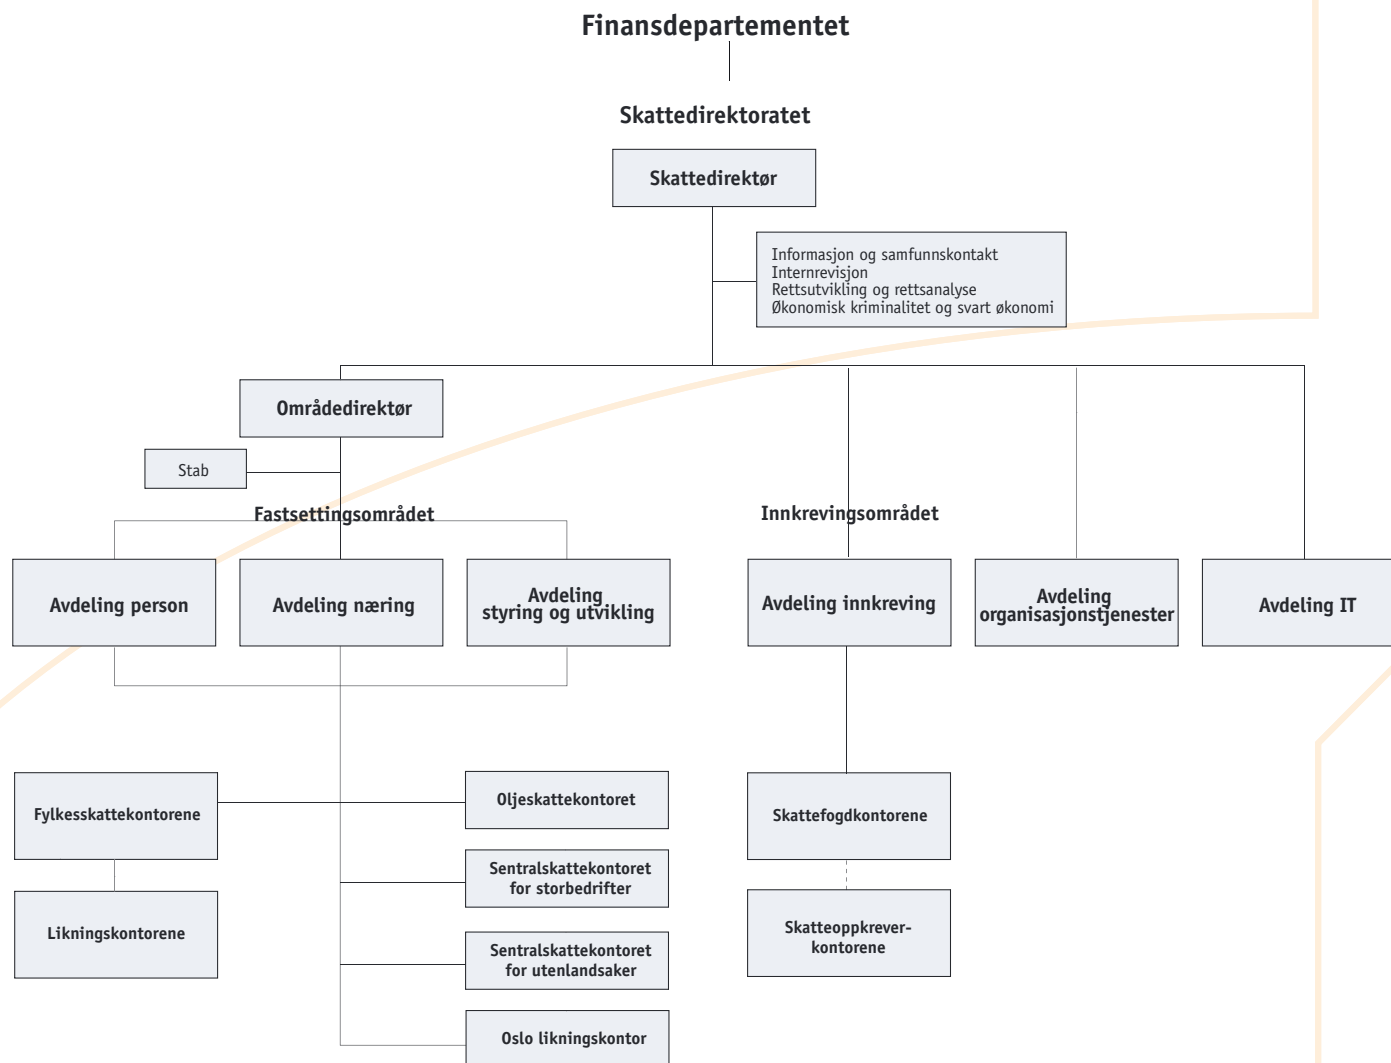 Finansdepartementet
Skattedirektoratet
Skattedirektør
Informasjon og samfunnskontakt
Internrevisjon
Rettsutvikling og rettsanalyse
Økonomisk kriminalitet og svart økonomi
Områdedirektør
Stab
Fastsettingsområdet
Innkrevingsområdet
Avdeling person
Avdeling næring
Avdeling
styring og utvikling
Avdeling innkreving
Avdeling
organisasjonstjenester
Avdeling IT
Fylkesskattekontorene
Oljeskattekontoret
Skattefogdkontorene
Sentralskattekontoret
for storbedrifter
Likningskontorene
Skatteoppkrever-
kontorene
Sentralskattekontoret
for utenlandsaker
Oslo likningskontor